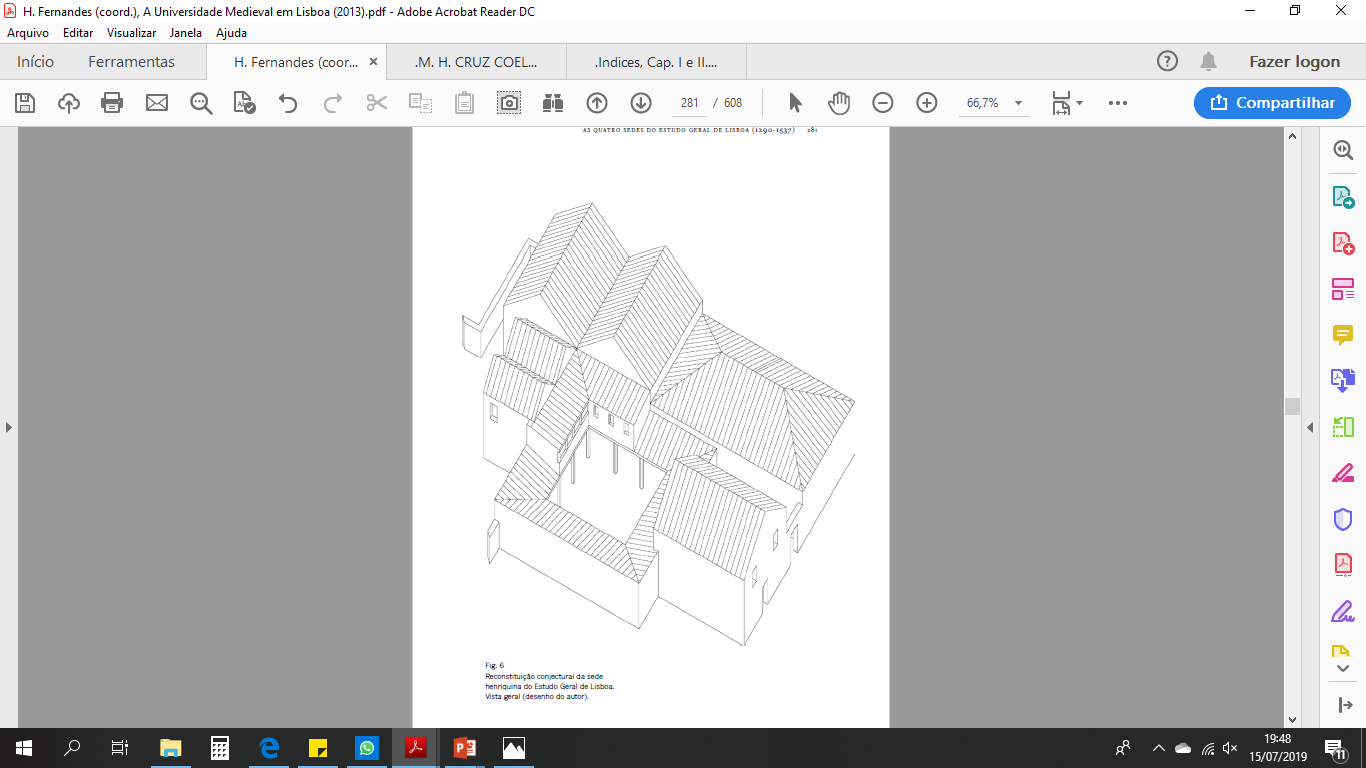 H. Fernandes (coord.), A Universidade Medieval em Lisboa (2013).pdf - Adobe Acrobat Reader DC
Arquivo Editar Visualizar Janela Ajuda
Início Ferramentas H. Fernandes (coor... × .M. H. CRUZ COEL... .Indices, Cap. I e II.... Fazer logon
281 / 608 66,7% Compartilhar
AS QUATRO SEDES DO ESTUDO GERAL DE LISBOA (1290-1537) 281
Fig. 6
Reconstituição conjectural da sede
henriquina do Estudo Geral de Lisboa.
Vista geral (desenho do autor).
19:48
15/07/2019
11